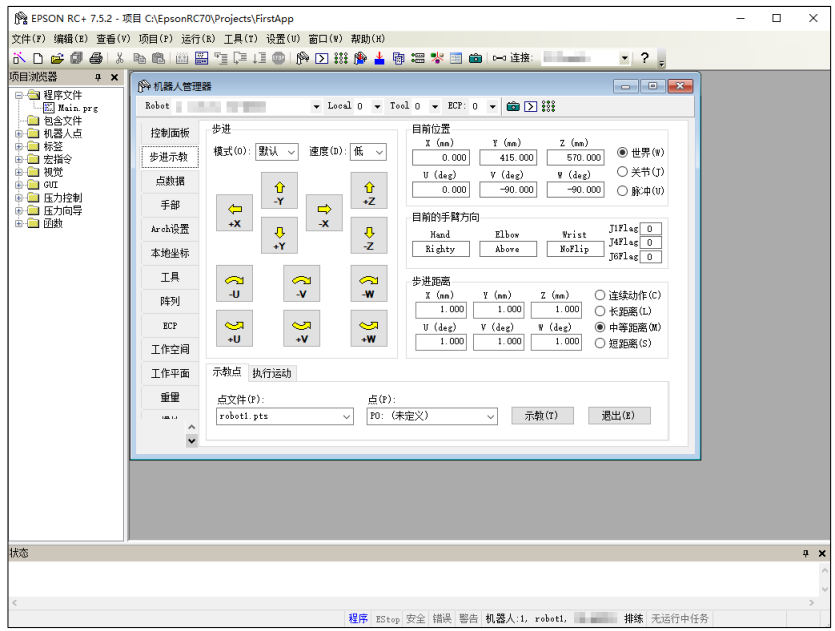 EPSON RC+ 7.5.2 - 项目 C:\EpsonRC70\Projects\FirstApp
文件(F) 编辑(E) 查看(V) 项目(P) 运行(R) 工具(T) 设置(U) 窗口(W) 帮助(H)
连接:
项目浏览器
程序文件
Main.prg
包含文件
机器人点
标签
宏指令
视觉
GUI
压力控制
压力向导
函数
机器人管理器
Robot Local 0 Tool 0 ECP: 0
控制面板
步进示教
点数据
手部
Arch设置
本地坐标
工具
阵列
ECP
工作空间
工作平面
重量
步进
模式(O): 默认 速度(D): 低
-Y +Z
+X -X
+Y -Z
-U -V -W
+U +V +W
目前位置
X (mm) Y (mm) Z (mm)
0.000 415.000 570.000
U (deg) V (deg) W (deg)
0.000 -90.000 -90.000
世界(W)
关节(J)
脉冲(U)
目前的手臂方向
Hand Elbow Wrist
Righty Above NoFlip
J1Flag 0
J4Flag 0
J6Flag 0
步进距离
X (mm) Y (mm) Z (mm)
1.000 1.000 1.000
U (deg) V (deg) W (deg)
1.000 1.000 1.000
连续动作(C)
长距离(L)
中等距离(M)
短距离(S)
示教点 执行运动
点文件(F): 点(P):
robot1.pts P0: (未定义) 示教(T) 退出(E)
状态
程序 EStop 安全 错误 警告 机器人:1, robot1, 排练 无运行中任务